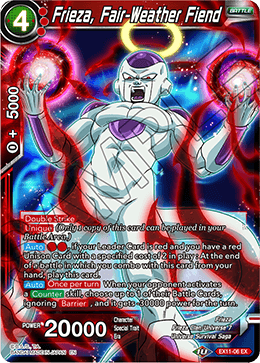 4
Frieza, Fair-Weather Fiend
BATTLE
+ 5000
Double Strike
Unique (Only 1 copy of this card can be played in your
Battle Area.)
Auto : If your Leader Card is red and you have a red
Unison Card with a specified cost of 2 in play: At the end
of a battle in which you combo with this card from your
hand, play this card.
Auto Once per turn When your opponent activates
a Counter skill, choose up to 1 of their Battle Cards,
ignoring Barrier, and it gets -30000 power for the turn.
POWER 20000
Character Frieza
Special Trait Frieza, Universe 7
Era Universe Survival Saga
EX11-06 EX